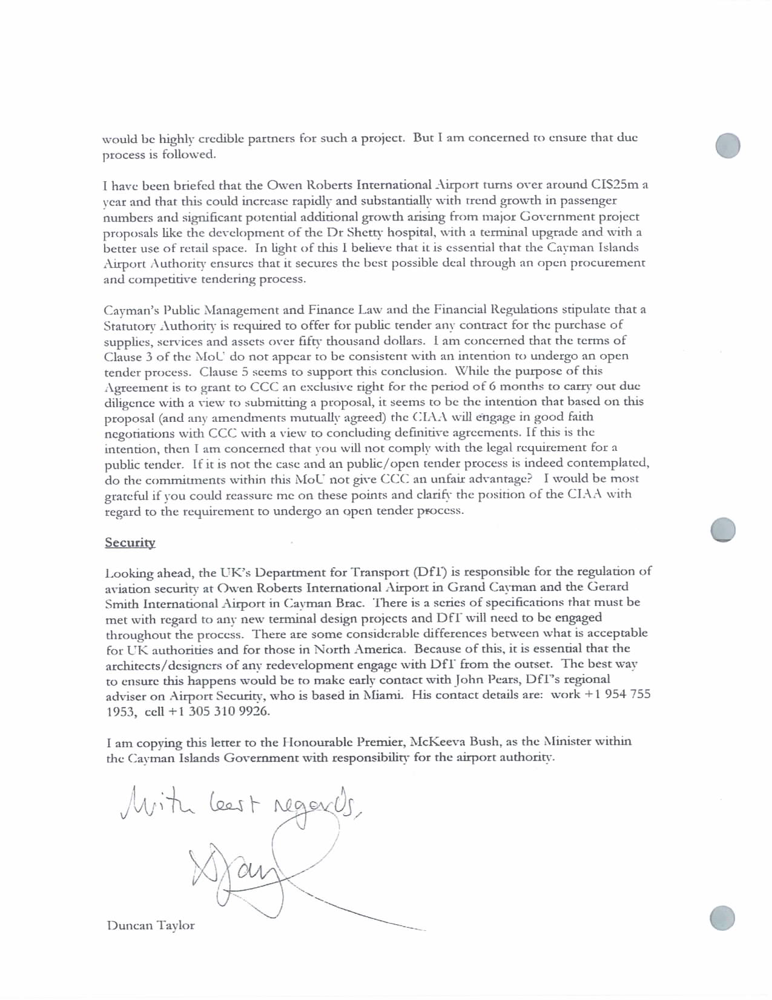 would be highly credible partners for such a project.  But I am concerned to ensure that due
process is followed.
I have been briefed that the Owen Roberts International Airport turns over around CI$25m a
year and that this could increase rapidly and substantially with trend growth in passenger
numbers and significant potential additional growth arising from major Government project
proposals like the development of the Dr Shetty hospital, with a terminal upgrade and with a
better use of retail space.  In light of this I believe that it is essential that the Cayman Islands
Airport Authority ensures that it secures the best possible deal through an open procurement
and competitive tendering process.
Cayman's Public Management and Finance Law and the Financial Regulations stipulate that a
Statutory Authority is required to offer for public tender any contract for the purchase of
supplies, services and assets over fifty thousand dollars.  I am concerned that the terms of
Clause 3 of the MoU do not appear to be consistent with an intention to undergo an open
tender process.  Clause 5 seems to support this conclusion.  While the purpose of this
Agreement is to grant to CCC an exclusive right for the period of 6 months to carry out due
diligence with a view to submitting a proposal, it seems to be the intention that based on this
proposal (and any amendments mutually agreed) the CIAA will engage in good faith
negotiations with CCC with a view to concluding definitive agreements. If this is the
intention, then I am concerned that you will not comply with the legal requirement for a
public tender.  If it is not the case and an public/open tender process is indeed contemplated,
do the commitments within this MoU not give CCC an unfair advantage?   I would be most
grateful if you could reassure me on these points and clarify the position of the CIAA with
regard to the requirement to undergo an open tender process.
Security
Looking ahead, the UK's Department for Transport (DfT) is responsible for the regulation of
aviation security at Owen Roberts International Airport in Grand Cayman and the Gerard
Smith International Airport in Cayman Brac.  There is a series of specifications that must be
met with regard to any new terminal design projects and DfT will need to be engaged
throughout the process.  There are some considerable differences between what is acceptable
for UK authorities and for those in North America.  Because of this, it is essential that the
architects/designers of any redevelopment engage with DfT from the outset.  The best way
to ensure this happens would be to make early contact with John Pears, DfT's regional
adviser on Airport Security, who is based in Miami.  His contact details are:  work +1 954 755
1953,  cell +1 305 310 9926.
I am copying this letter to the Honourable Premier, McKeeva Bush, as the Minister within
the Cayman Islands Government with responsibility for the airport authority.
With best regards,
Duncan Taylor